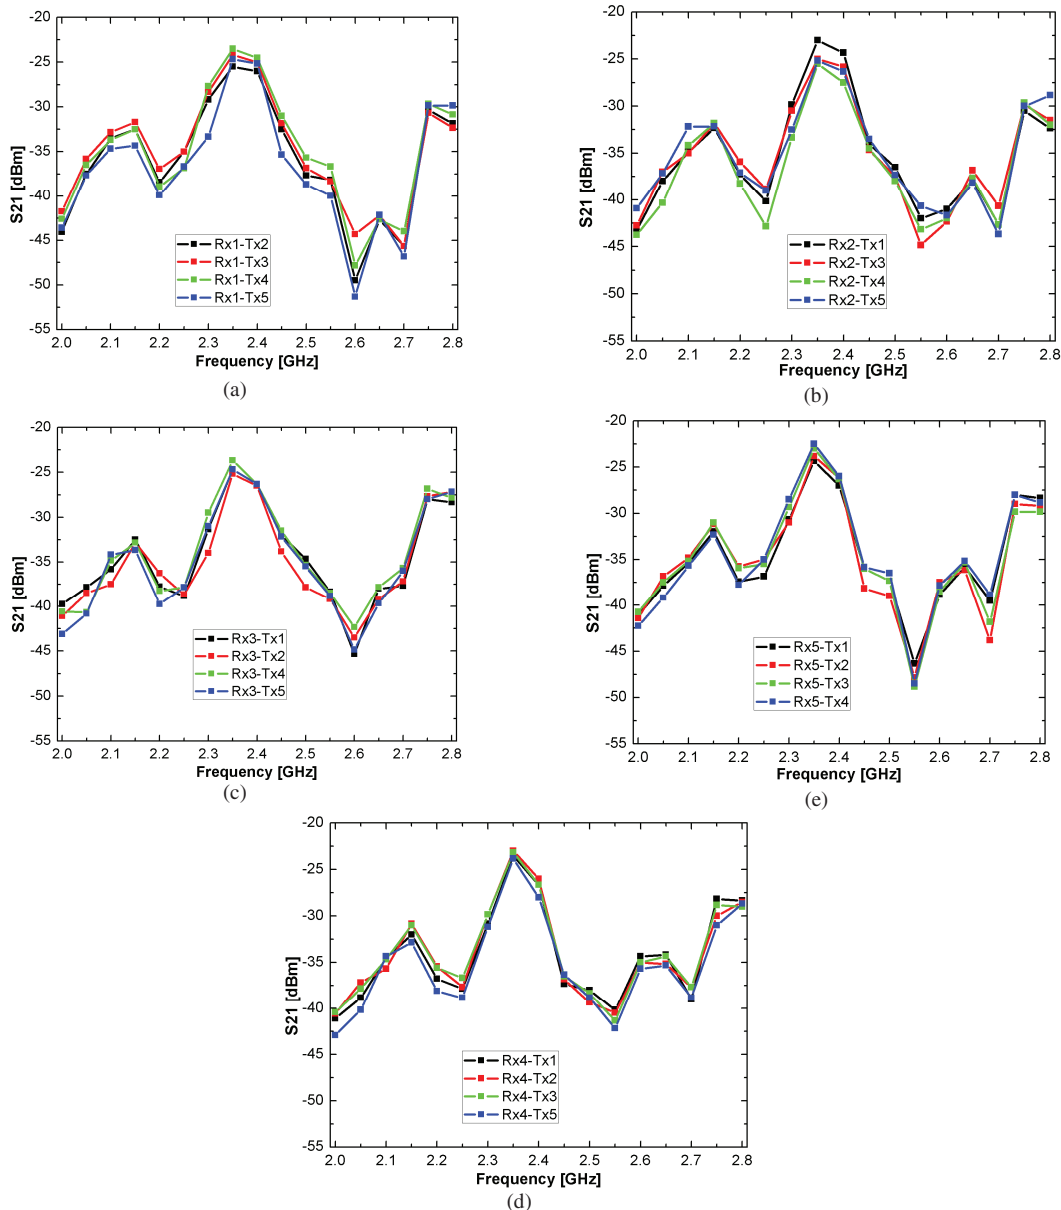 -20
-25
-30
-35
-40
-45
-50
-55
S21 [dBm]
Rx1-Tx2
Rx1-Tx3
Rx1-Tx4
Rx1-Tx5
2.0 2.1 2.2 2.3 2.4 2.5 2.6 2.7 2.8
Frequency [GHz]
(a)
-20
-25
-30
-35
-40
-45
-50
-55
S21 [dBm]
Rx2-Tx1
Rx2-Tx3
Rx2-Tx4
Rx2-Tx5
2.0 2.1 2.2 2.3 2.4 2.5 2.6 2.7 2.8
Frequency [GHz]
(b)
-20
-25
-30
-35
-40
-45
-50
-55
S21 [dBm]
Rx3-Tx1
Rx3-Tx2
Rx3-Tx4
Rx3-Tx5
2.0 2.1 2.2 2.3 2.4 2.5 2.6 2.7 2.8
Frequency [GHz]
(c)
-20
-25
-30
-35
-40
-45
-50
-55
S21 [dBm]
Rx5-Tx1
Rx5-Tx2
Rx5-Tx3
Rx5-Tx4
2.0 2.1 2.2 2.3 2.4 2.5 2.6 2.7 2.8
Frequency [GHz]
(e)
-20
-25
-30
-35
-40
-45
-50
-55
S21 [dBm]
Rx4-Tx1
Rx4-Tx2
Rx4-Tx3
Rx4-Tx5
2.0 2.1 2.2 2.3 2.4 2.5 2.6 2.7 2.8
Frequency [GHz]
(d)